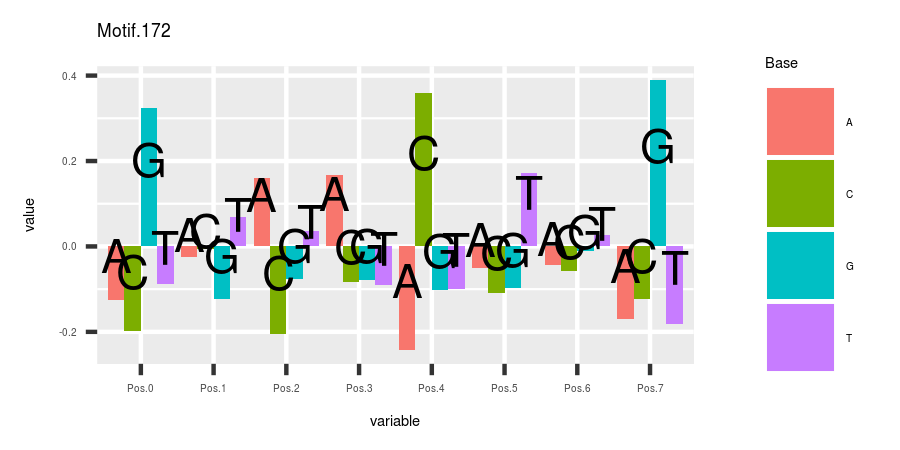 Motif.172
Base
0.4
0.2
0.0
-0.2
value
A C G T A C G T A C G T A C G T A C G T A C G T A C G T A C G T
Pos.0 Pos.1 Pos.2 Pos.3 Pos.4 Pos.5 Pos.6 Pos.7
variable
A
C
G
T